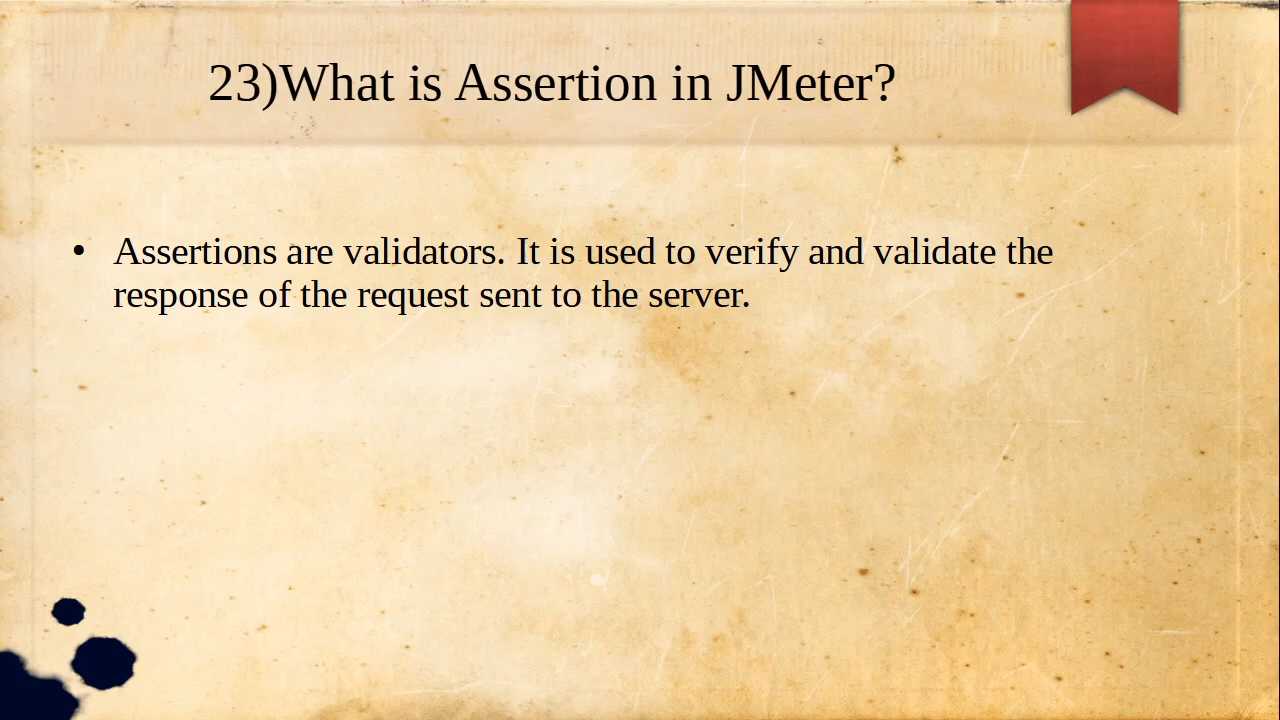 23)What is Assertion in JMeter?
• Assertions are validators. It is used to verify and validate the
response of the request sent to the server.